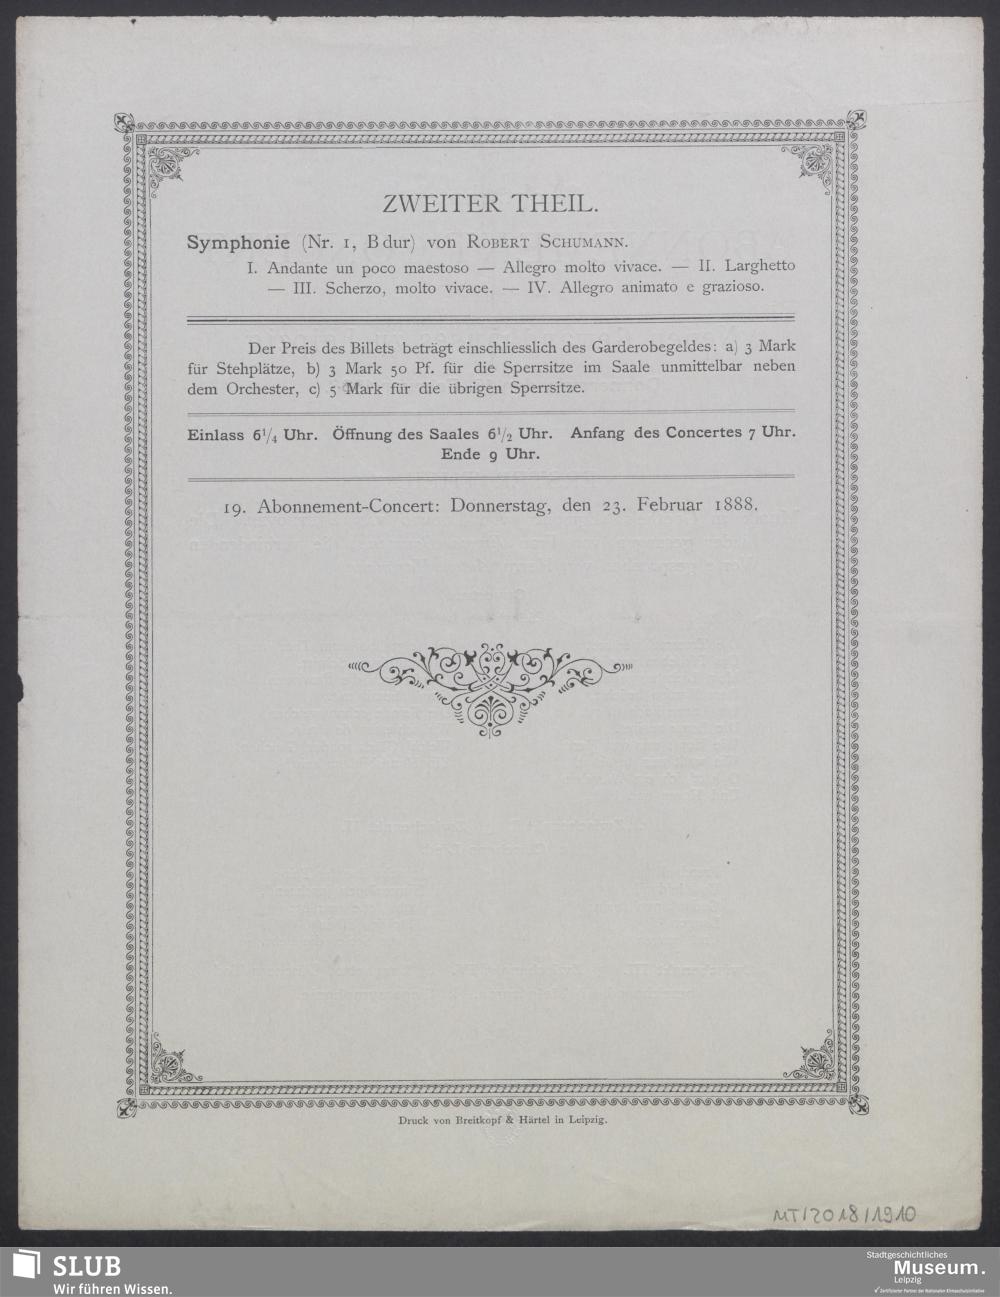 ZWEITER THEIL.
Symphonie (Nr. 1, B dur) von ROBERT SCHUMANN.
I. Andante un poco maestoso — Allegro molto vivace. — II. Larghetto
— III. Scherzo, molto vivace. — IV. Allegro animato e grazioso.
Der Preis des Billets beträgt einschliesslich des Garderobegeldes: a) 3 Mark
für Stehplätze, b) 3 Mark 50 Pf. für die Sperrsitze im Saale unmittelbar neben
dem Orchester, c) 5 Mark für die übrigen Sperrsitze.
Einlass 6¹/₄ Uhr. Öffnung des Saales 6¹/₂ Uhr. Anfang des Concertes 7 Uhr.
Ende 9 Uhr.
19. Abonnement-Concert: Donnerstag, den 23. Februar 1888.
Druck von Breitkopf & Härtel in Leipzig.
MT/2018/1910
SLUB
Wir führen Wissen.
Stadtgeschichtliches
Museum.
Leipzig
Zertifizierter Partner der Nationalen Klimaschutzinitiative